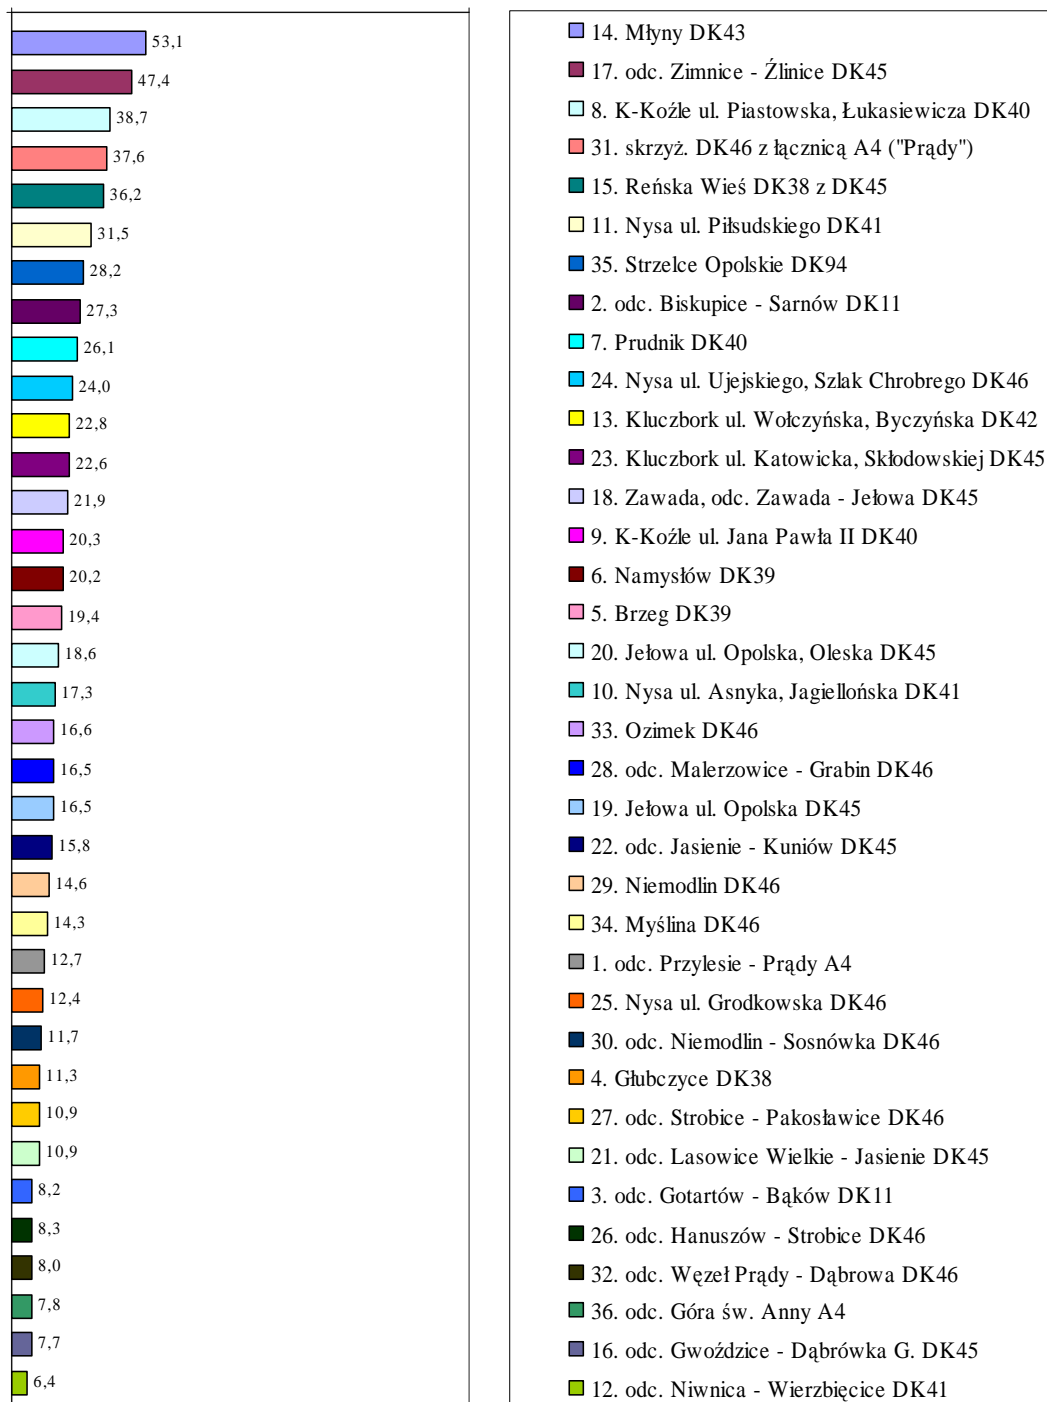 53,1
47,4
38,7
37,6
36,2
31,5
28,2
27,3
26,1
24,0
22,8
22,6
21,9
20,3
20,2
19,4
18,6
17,3
16,6
16,5
16,5
15,8
14,6
14,3
12,7
12,4
11,7
11,3
10,9
10,9
8,2
8,3
8,0
7,8
7,7
6,4
14. Młyny DK43
17. odc. Zimnice - Źlinice DK45
8. K-Koźle ul. Piastowska, Łukasiewicza DK40
31. skrzyż. DK46 z łącznicą A4 ("Prądy")
15. Reńska Wieś DK38 z DK45
11. Nysa ul. Piłsudskiego DK41
35. Strzelce Opolskie DK94
2. odc. Biskupice - Sarnów DK11
7. Prudnik DK40
24. Nysa ul. Ujejskiego, Szlak Chrobrego DK46
13. Kluczbork ul. Wołczyńska, Byczyńska DK42
23. Kluczbork ul. Katowicka, Skłodowskiej DK45
18. Zawada, odc. Zawada - Jełowa DK45
9. K-Koźle ul. Jana Pawła II DK40
6. Namysłów DK39
5. Brzeg DK39
20. Jełowa ul. Opolska, Oleska DK45
10. Nysa ul. Asnyka, Jagiellońska DK41
33. Ozimek DK46
28. odc. Malerzowice - Grabin DK46
19. Jełowa ul. Opolska DK45
22. odc. Jasienie - Kuniów DK45
29. Niemodlin DK46
34. Myślina DK46
1. odc. Przylesie - Prądy A4
25. Nysa ul. Grodkowska DK46
30. odc. Niemodlin - Sosnówka DK46
4. Głubczyce DK38
27. odc. Strobice - Pakosławice DK46
21. odc. Lasowice Wielkie - Jasienie DK45
3. odc. Gotartów - Bąków DK11
26. odc. Hanuszów - Strobice DK46
32. odc. Węzeł Prądy - Dąbrowa DK46
36. odc. Góra św. Anny A4
16. odc. Gwoździce - Dąbrówka G. DK45
12. odc. Niwnica - Wierzbięcice DK41